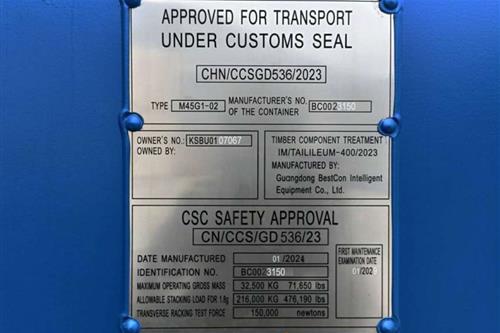 APPROVED FOR TRANSPORT
UNDER CUSTOMS SEAL
CHN/CCSGD536/2023
TYPE M45G1-02 MANUFACTURER'S NO. OF THE CONTAINER BC0023150
OWNER'S NO.: KSBU0107067
OWNED BY:
TIMBER COMPONENT TREATMENT
IM/TAILILEUM-400/2023
MANUFACTURED BY:
Guangdong BestCon Intelligent
Equipment Co., Ltd.
CSC SAFETY APPROVAL
CN/CCS/GD 536/23
DATE MANUFACTURED 01/2024
IDENTIFICATION NO. BC0023150
MAXIMUM OPERATING GROSS MASS 32,500 KG 71,650 lbs
ALLOWABLE STACKING LOAD FOR 1.8g 216,000 KG 476,190 lbs
TRANSVERSE RACKING TEST FORCE 150,000 newtons
FIRST MAINTENANCE
EXAMINATION DATE